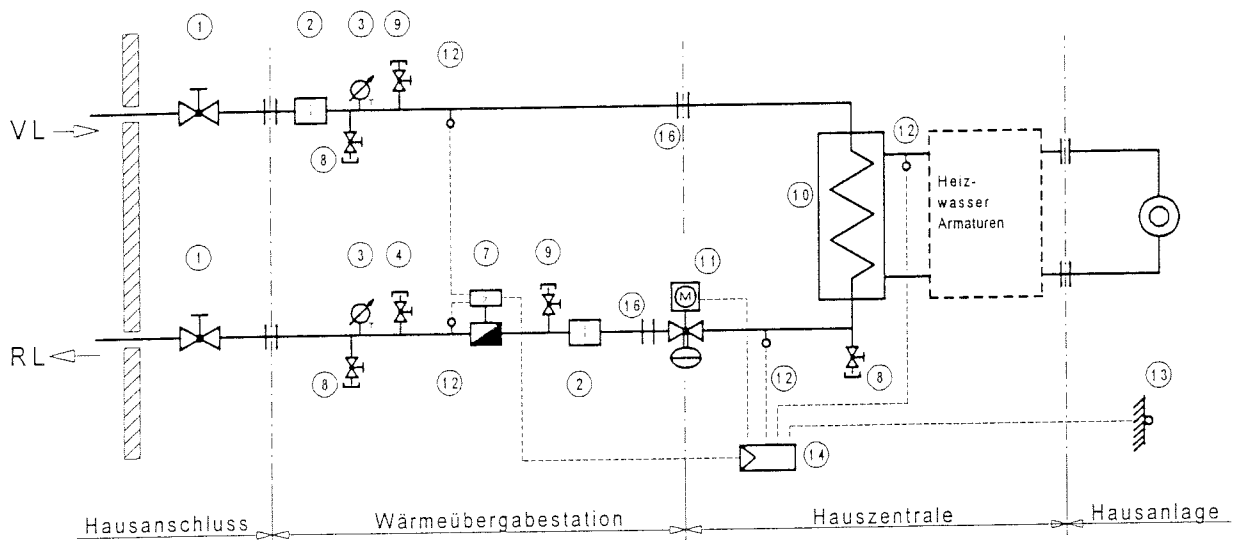 1 2 3 9 12
T
VL
8
16
12
10
Heiz-
wasser
Armaturen
1 3 4 7 9 11
M
T
16
RL
8 12 2 12 8 13
14
Hausanschluss Wärmeübergabestation Hauszentrale Hausanlage